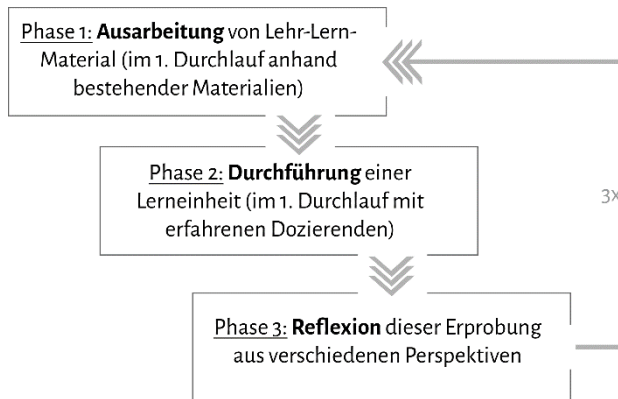 Phase 1: Ausarbeitung von Lehr-Lern-
Material (im 1. Durchlauf anhand
bestehender Materialien)
Phase 2: Durchführung einer
Lerneinheit (im 1. Durchlauf mit
erfahrenen Dozierenden)
3x
Phase 3: Reflexion dieser Erprobung
aus verschiedenen Perspektiven